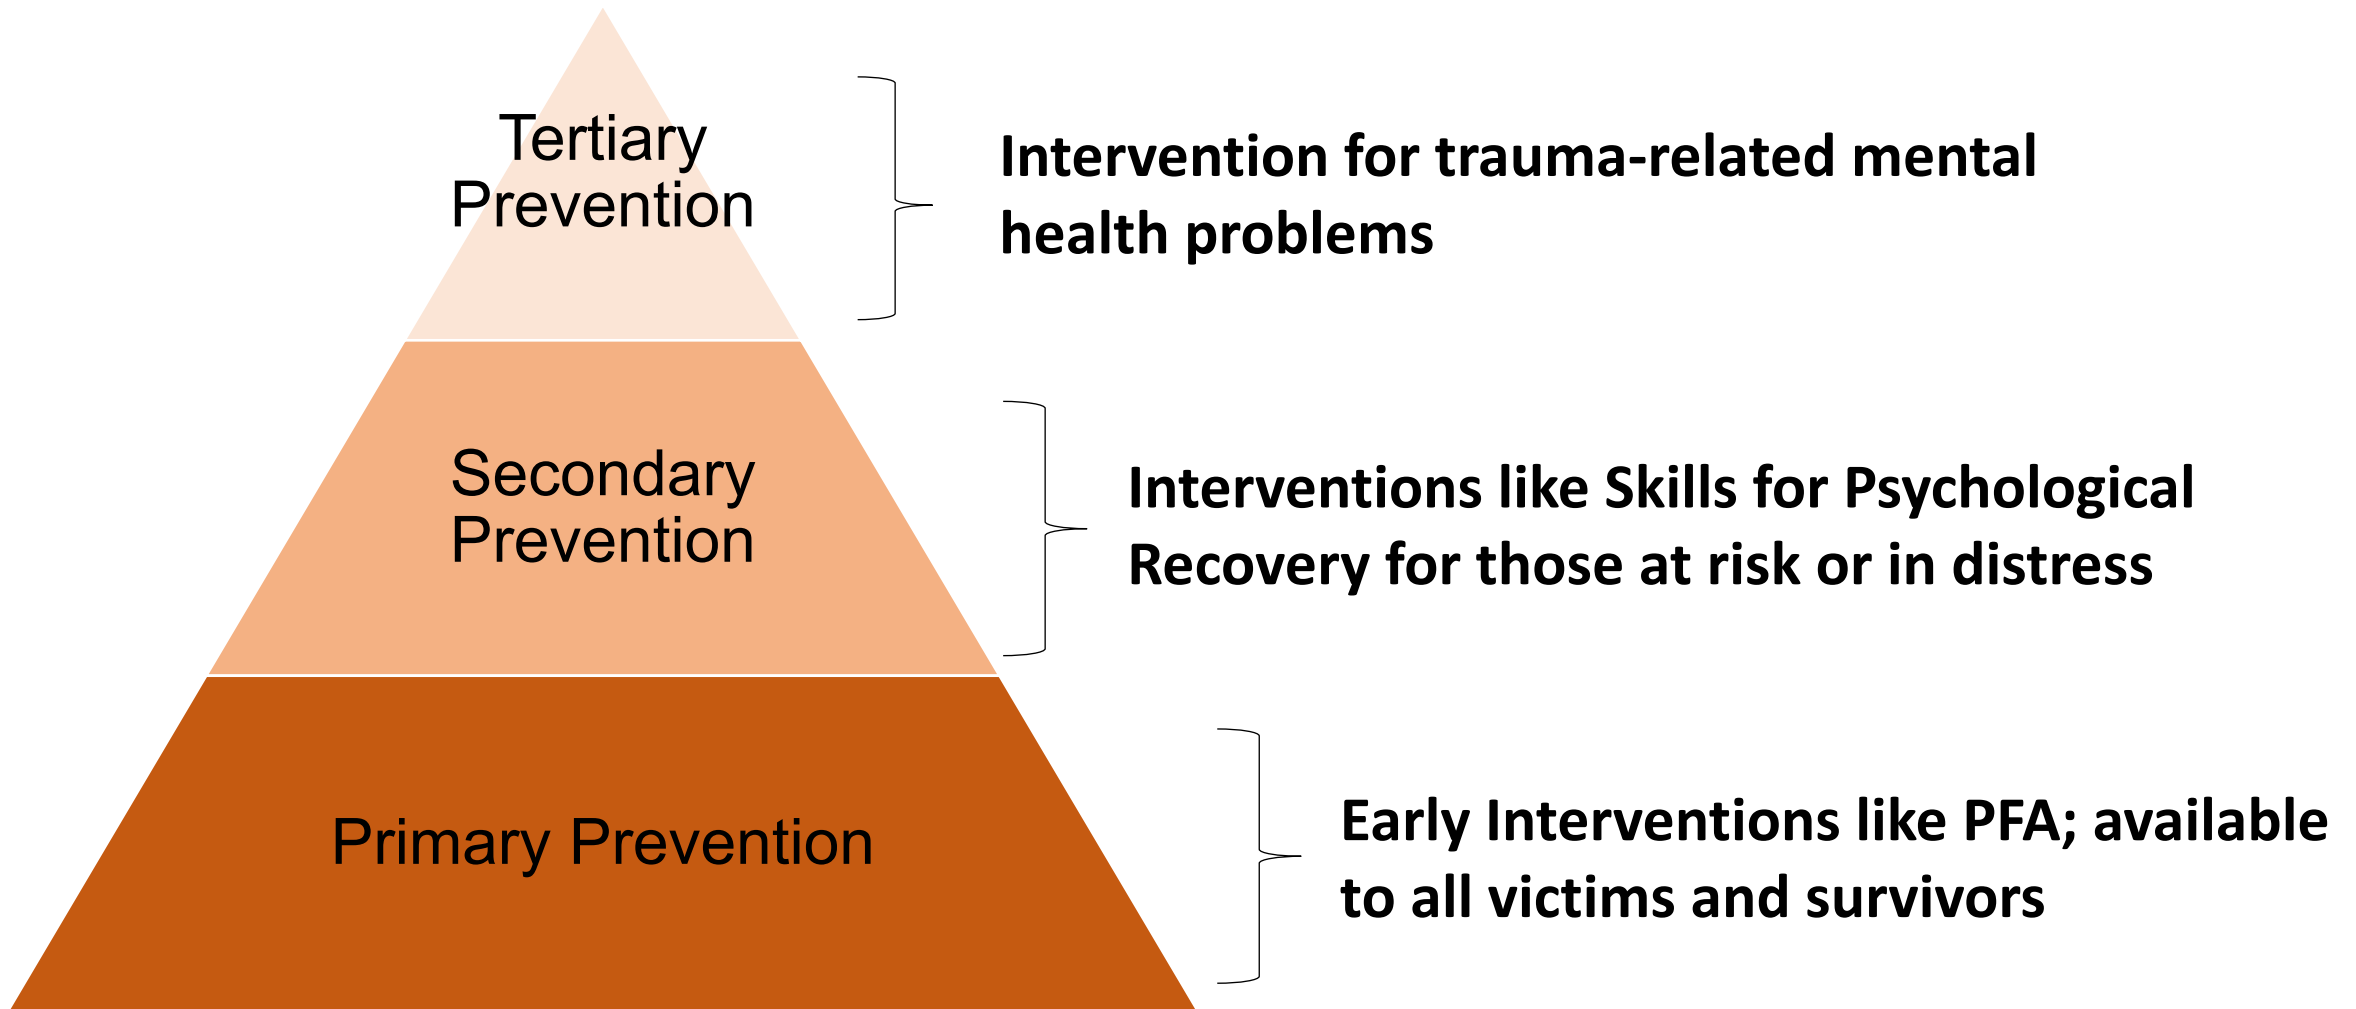 Tertiary
Prevention
Intervention for trauma-related mental
health problems
Secondary
Prevention
Interventions like Skills for Psychological
Recovery for those at risk or in distress
Primary Prevention
Early Interventions like PFA; available
to all victims and survivors